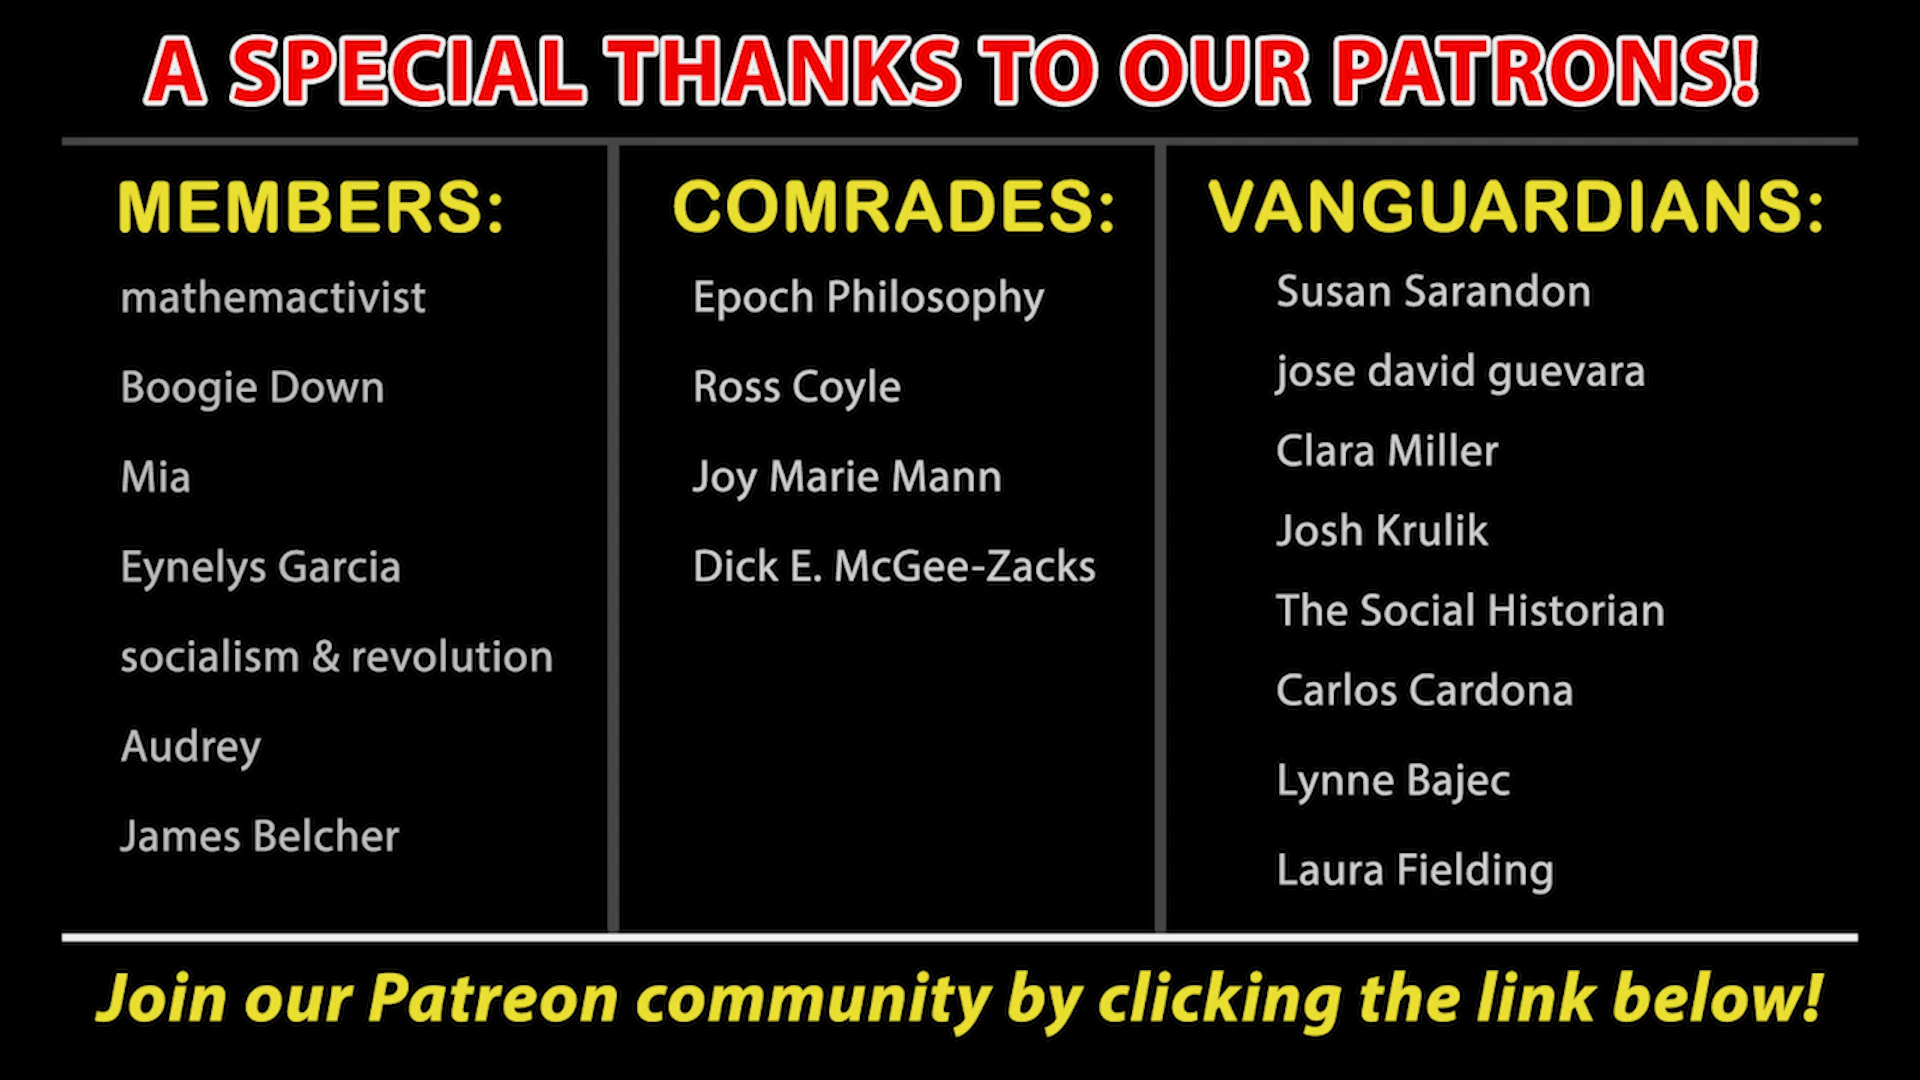 A SPECIAL THANKS TO OUR PATRONS!
MEMBERS:
mathemactivist
Boogie Down
Mia
Eynelys Garcia
socialism & revolution
Audrey
James Belcher
COMRADES:
Epoch Philosophy
Ross Coyle
Joy Marie Mann
Dick E. McGee-Zacks
VANGUARDIANS:
Susan Sarandon
jose david guevara
Clara Miller
Josh Krulik
The Social Historian
Carlos Cardona
Lynne Bajec
Laura Fielding
Join our Patreon community by clicking the link below!